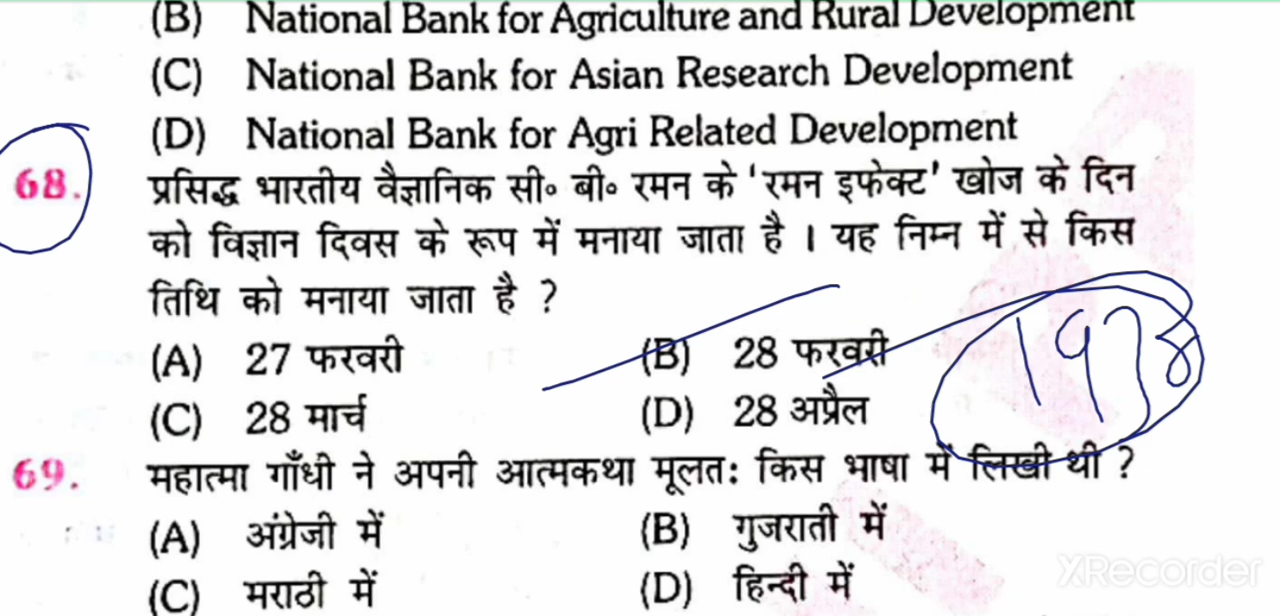 (B) National Bank for Agriculture and Rural Development
(C) National Bank for Asian Research Development
(D) National Bank for Agri Related Development
68. प्रसिद्ध भारतीय वैज्ञानिक सी॰ बी॰ रमन के 'रमन इफेक्ट' खोज के दिन
को विज्ञान दिवस के रूप में मनाया जाता है । यह निम्न में से किस
तिथि को मनाया जाता है ?
(A) 27 फरवरी (B) 28 फरवरी
(C) 28 मार्च (D) 28 अप्रैल
69. महात्मा गाँधी ने अपनी आत्मकथा मूलतः किस भाषा में लिखी थी ?
(A) अंग्रेजी में (B) गुजराती में
(C) मराठी में (D) हिन्दी में
XRecorder